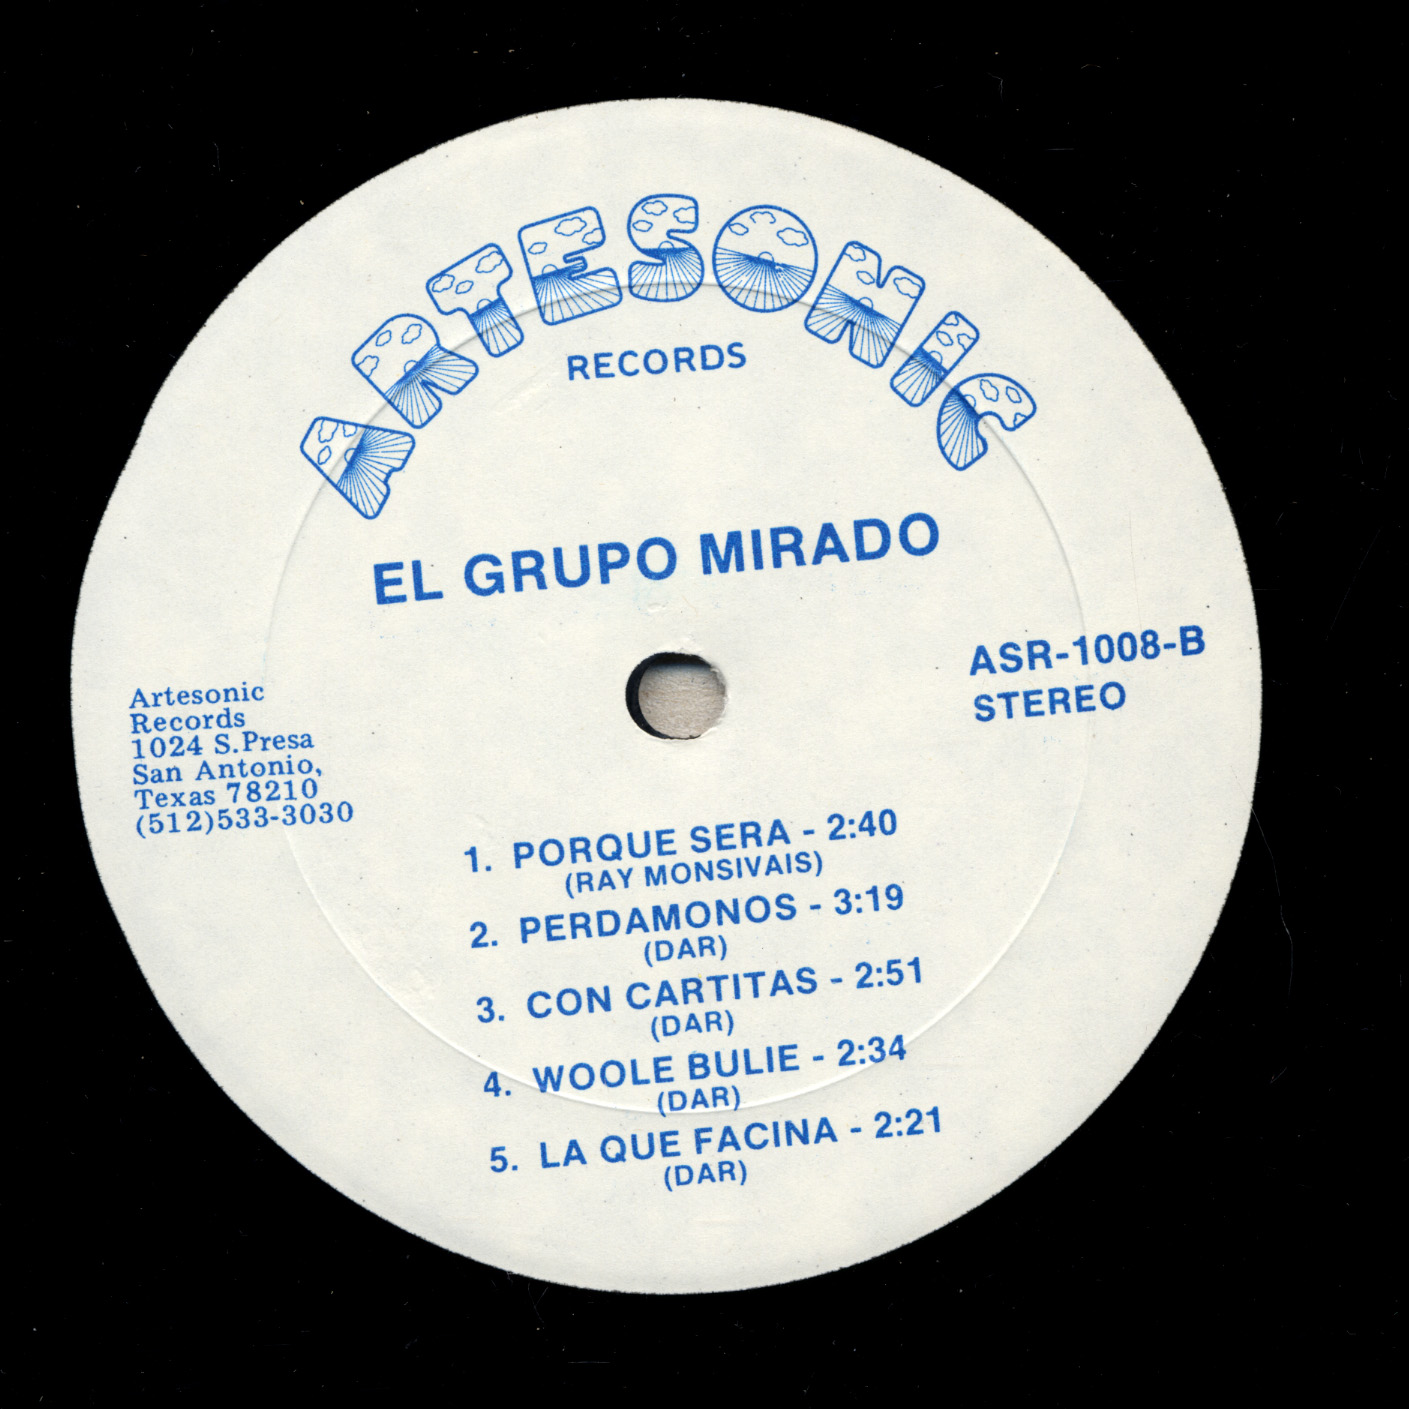 ARTESONIC
RECORDS
EL GRUPO MIRADO
ASR-1008-B
STEREO
Artesonic
Records
1024 S.Presa
San Antonio,
Texas 78210
(512)533-3030
1. PORQUE SERA - 2:40
(RAY MONSIVAIS)
2. PERDAMONOS - 3:19
(DAR)
3. CON CARTITAS - 2:51
(DAR)
4. WOOLE BULIE - 2:34
(DAR)
5. LA QUE FACINA - 2:21
(DAR)